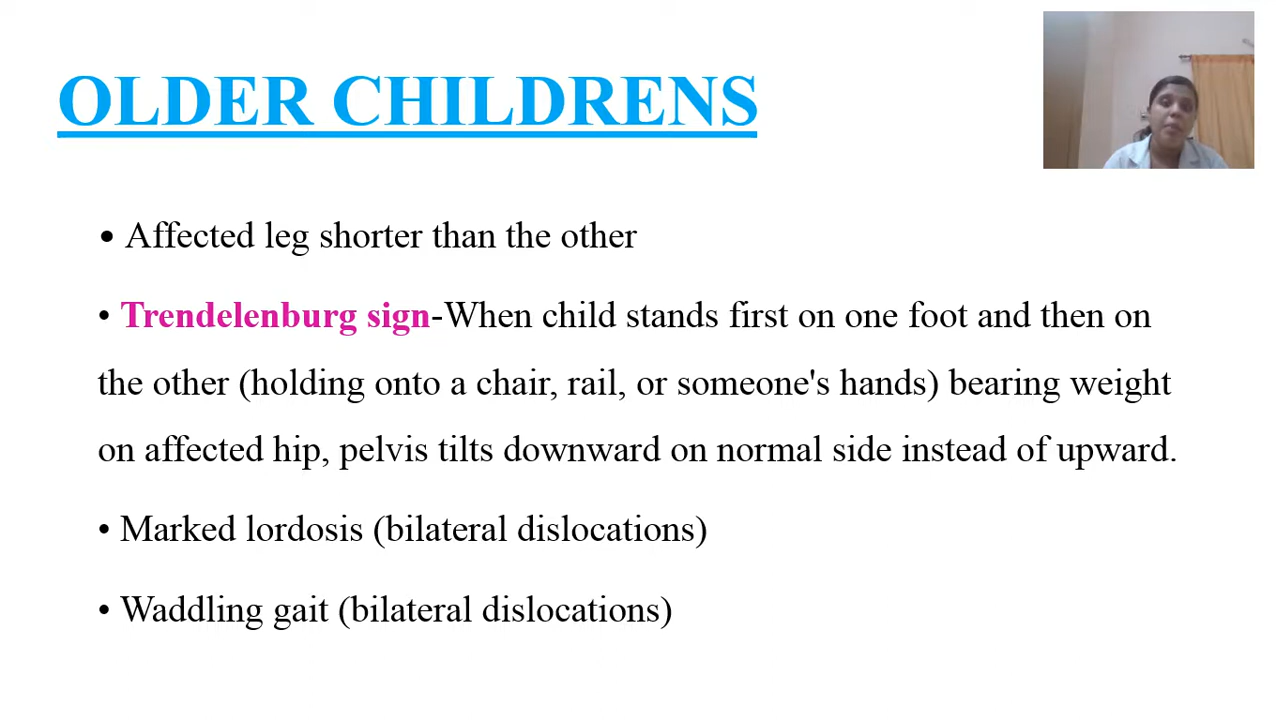 OLDER CHILDRENS
• Affected leg shorter than the other
• Trendelenburg sign-When child stands first on one foot and then on
the other (holding onto a chair, rail, or someone's hands) bearing weight
on affected hip, pelvis tilts downward on normal side instead of upward.
• Marked lordosis (bilateral dislocations)
• Waddling gait (bilateral dislocations)